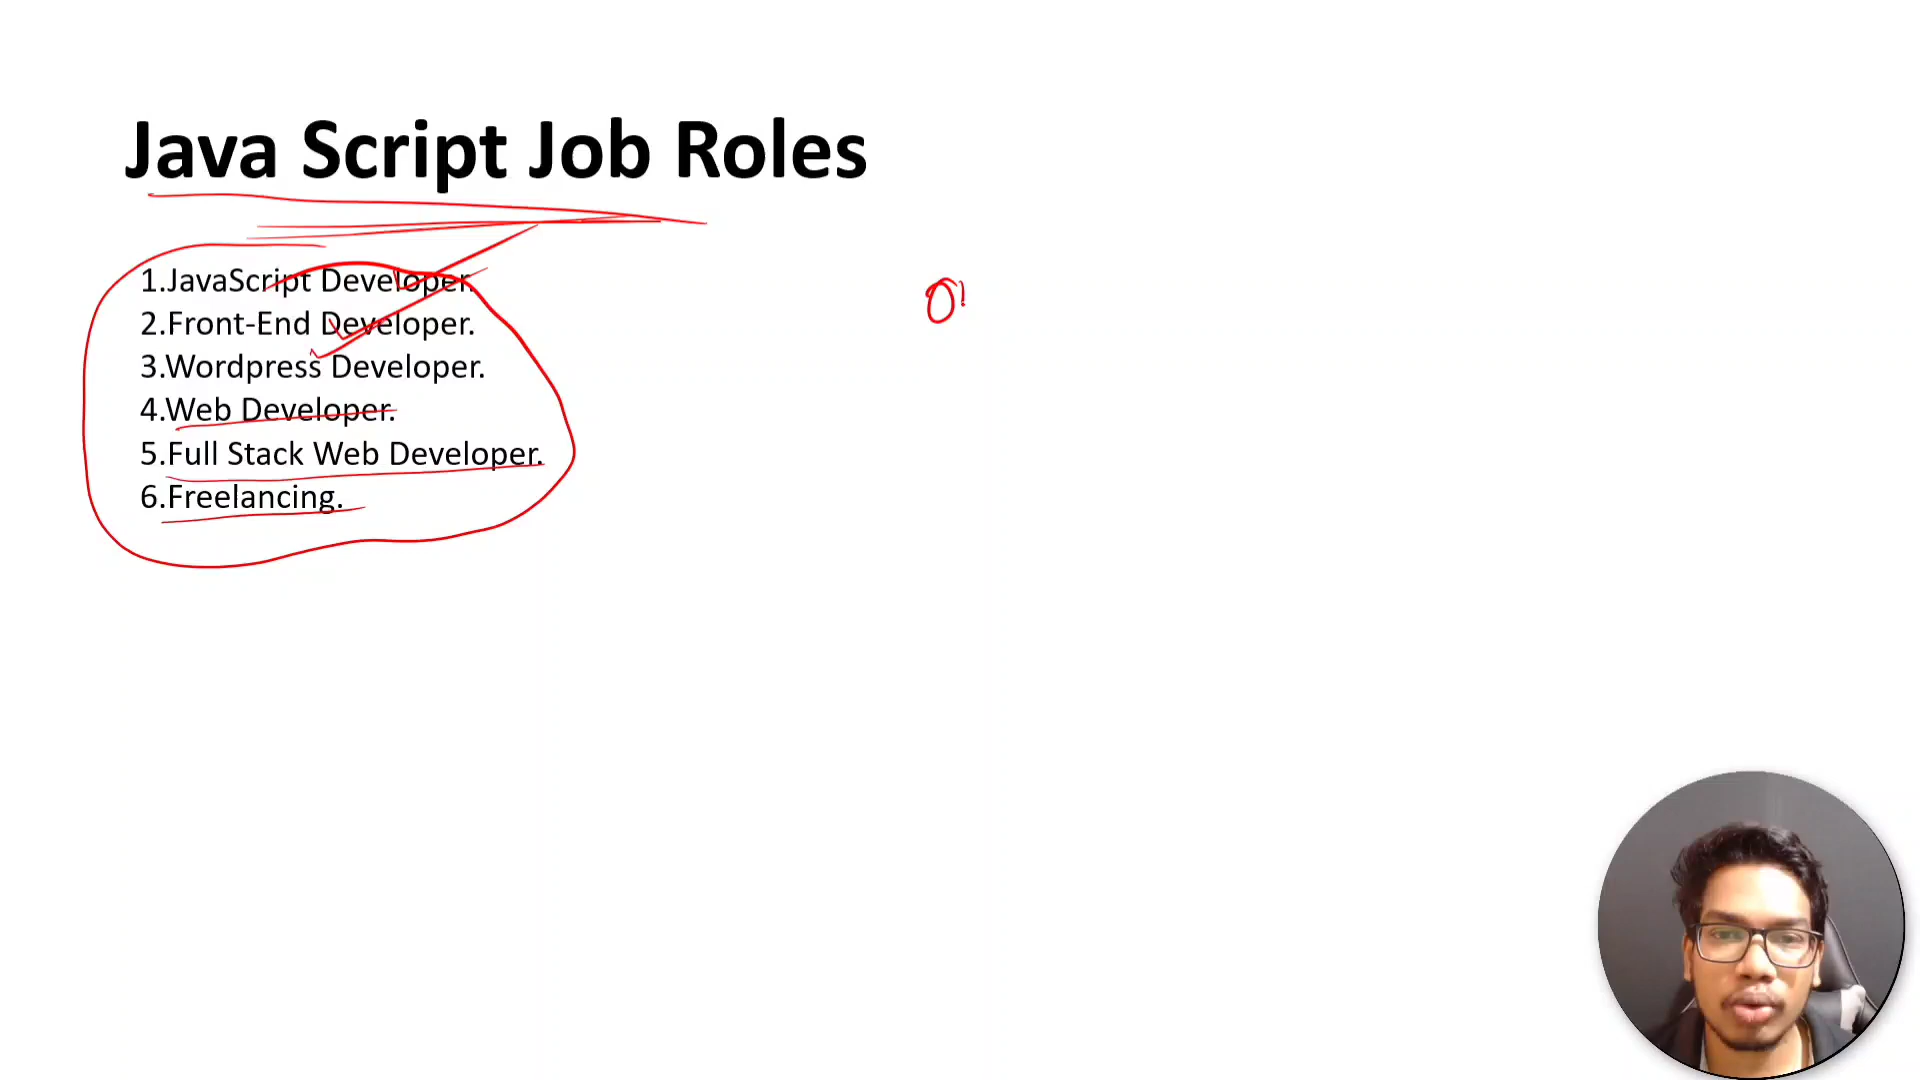 Java Script Job Roles
1.JavaScript Developer.
2.Front-End Developer.
3.Wordpress Developer.
4.Web Developer.
5.Full Stack Web Developer.
6.Freelancing.